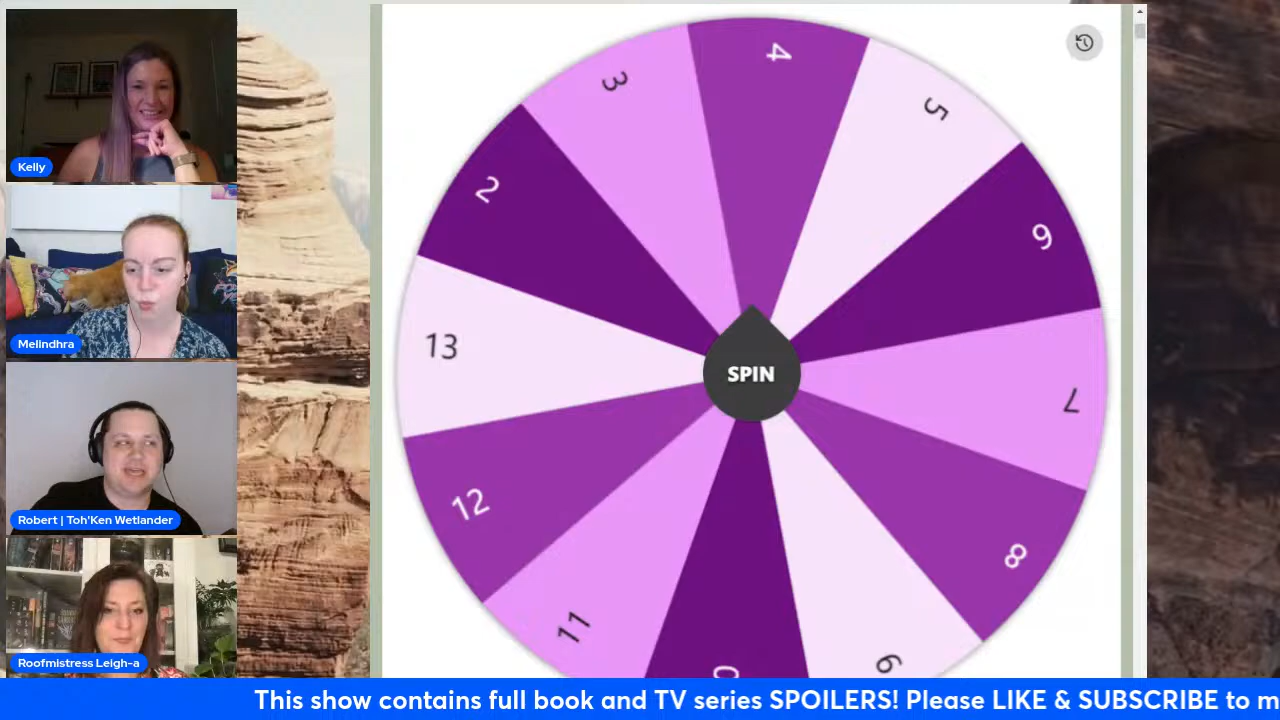 Kelly
Melindhra
Robert | Toh'Ken Wetlander
Roofmistress Leigh-a
4
5
6
7
8
9
11
12
13
2
3
SPIN
This show contains full book and TV series SPOILERS! Please LIKE & SUBSCRIBE to m